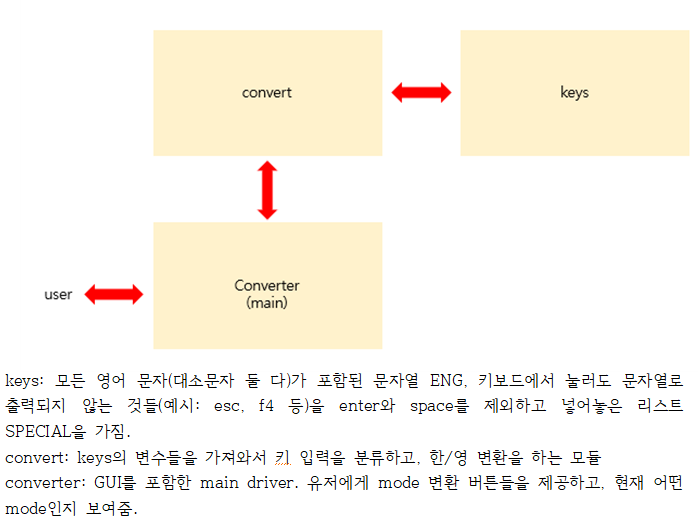 convert
keys
Converter
(main)
user
keys: 모든 영어 문자(대소문자 둘 다)가 포함된 문자열 ENG, 키보드에서 눌러도 문자열로
출력되지 않는 것들(예시: esc, f4 등)을 enter와 space를 제외하고 넣어놓은 리스트
SPECIAL을 가짐.
convert: keys의 변수들을 가져와서 키 입력을 분류하고, 한/영 변환을 하는 모듈
converter: GUI를 포함한 main driver. 유저에게 mode 변환 버튼들을 제공하고, 현재 어떤
mode인지 보여줌.